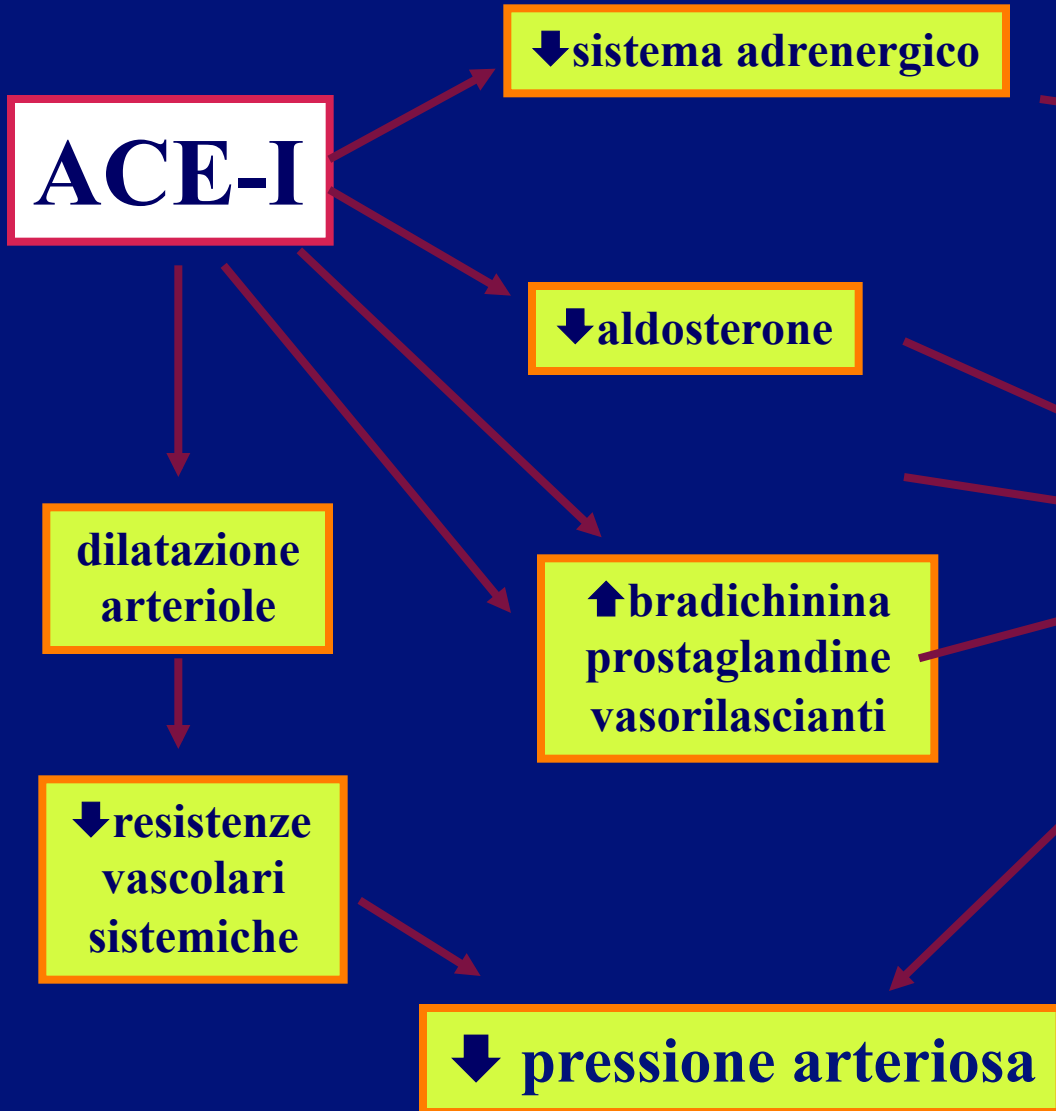 🡇sistema adrenergico
ACE-I
🡇aldosterone
dilatazione
arteriole
🡅bradichinina
prostaglandine
vasorilascianti
🡇resistenze
vascolari
sistemiche
🡇 pressione arteriosa